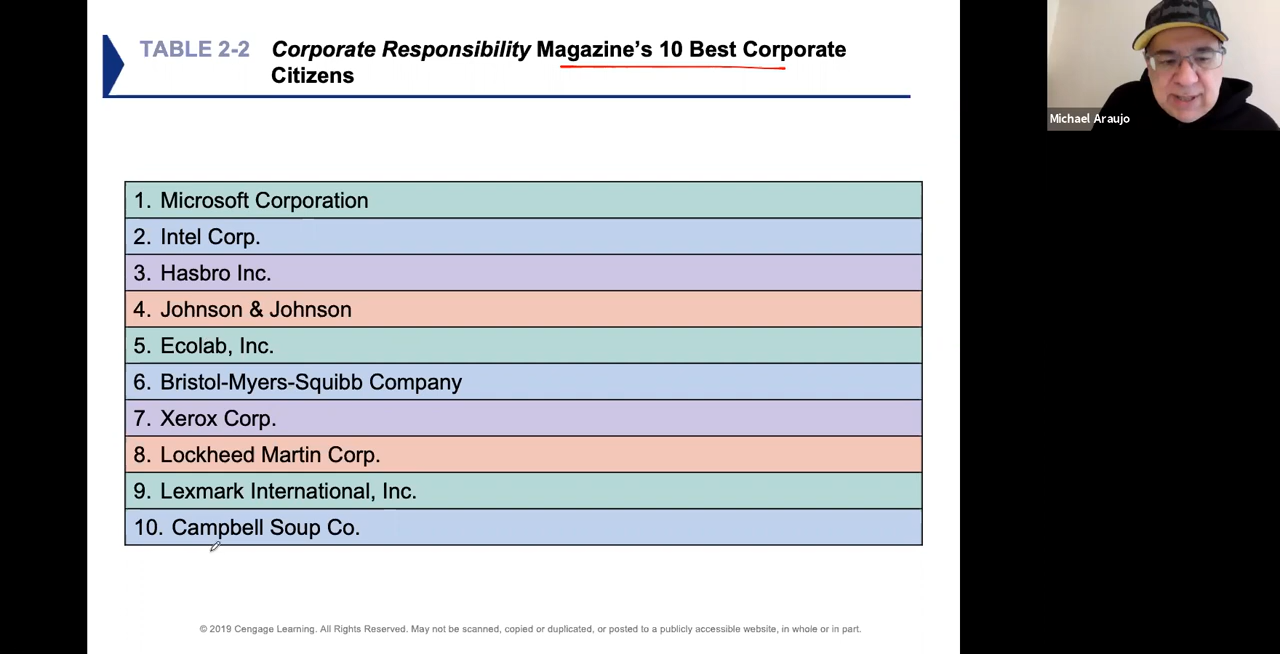 TABLE 2-2 Corporate Responsibility Magazine's 10 Best Corporate
Citizens
Michael Araujo
1. Microsoft Corporation
2. Intel Corp.
3. Hasbro Inc.
4. Johnson & Johnson
5. Ecolab, Inc.
6. Bristol-Myers-Squibb Company
7. Xerox Corp.
8. Lockheed Martin Corp.
9. Lexmark International, Inc.
10. Campbell Soup Co.
© 2019 Cengage Learning. All Rights Reserved. May not be scanned, copied or duplicated, or posted to a publicly accessible website, in whole or in part.